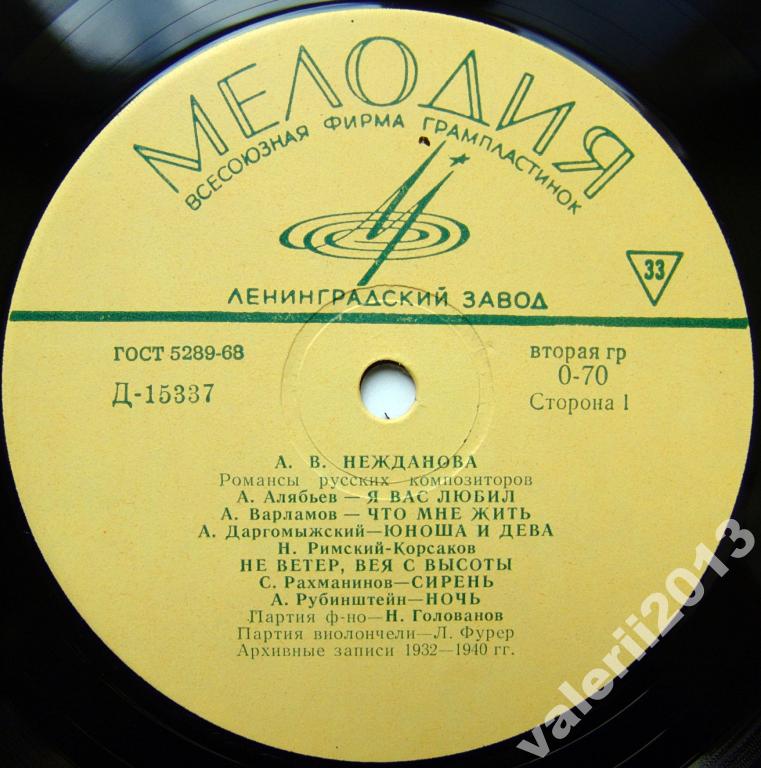 МЕЛОДИЯ
ВСЕСОЮЗНАЯ ФИРМА ГРАМПЛАСТИНОК
33
ЛЕНИНГРАДСКИЙ ЗАВОД
ГОСТ 5289-68
вторая гр
0-70
Д-15337
Сторона 1
А. В. НЕЖДАНОВА
Романсы русских композиторов
А. Алябьев — Я ВАС ЛЮБИЛ
А. Варламов — ЧТО МНЕ ЖИТЬ
А. Даргомыжский — ЮНОША И ДЕВА
Н. Римский-Корсаков
НЕ ВЕТЕР, ВЕЯ С ВЫСОТЫ
С. Рахманинов — СИРЕНЬ
А. Рубинштейн — НОЧЬ
Партия ф-но — Н. Голованов
Партия виолончели — Л. Фурер
Архивные записи 1932—1940 гг.
valerii2013